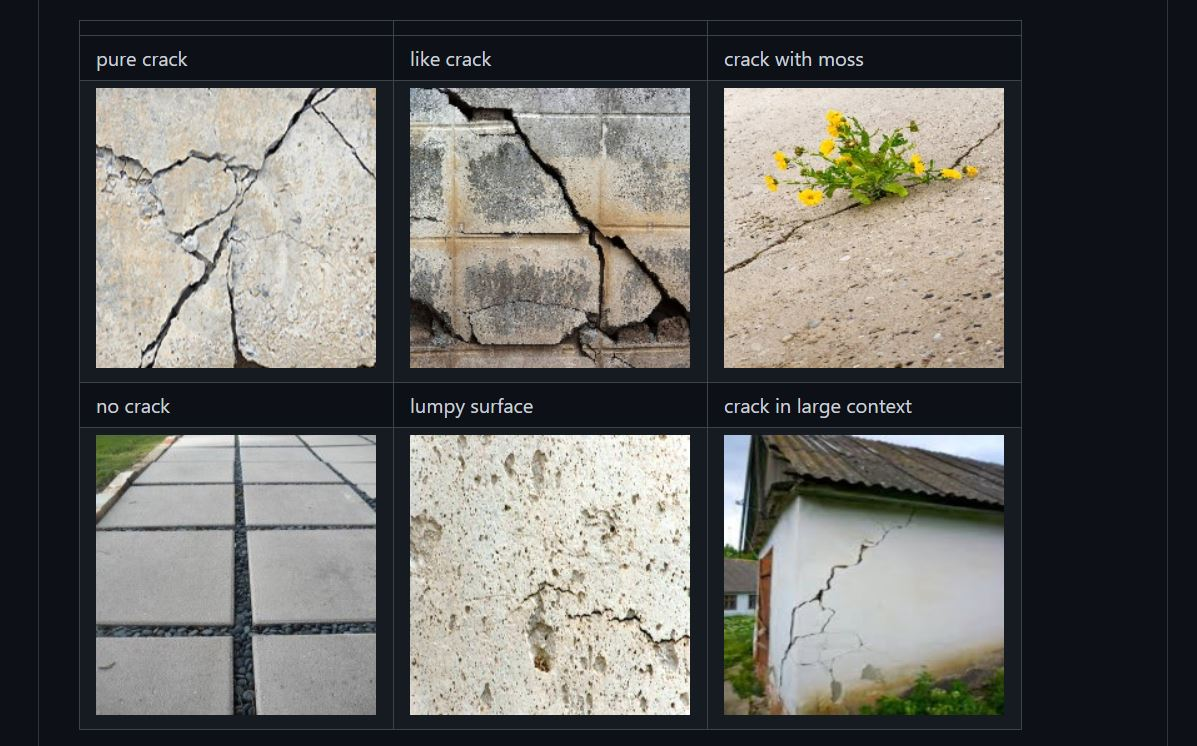 pure crack
like crack
crack with moss
no crack
lumpy surface
crack in large context